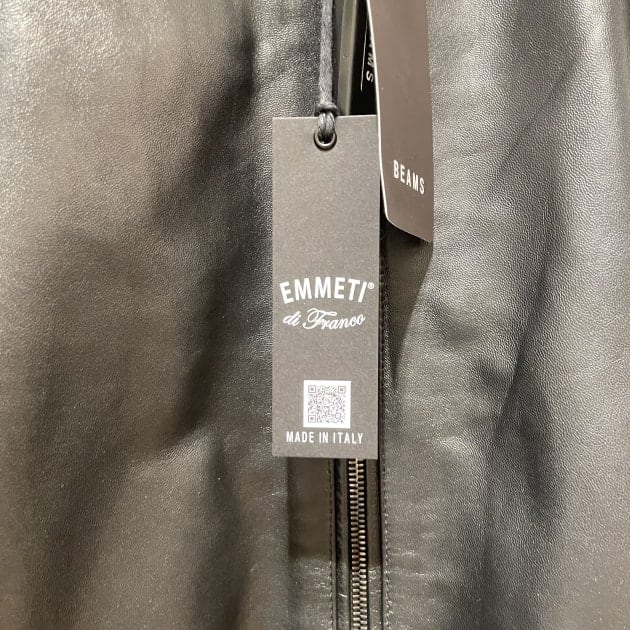 BEAMS
EMMETI®
di Franco
MADE IN ITALY